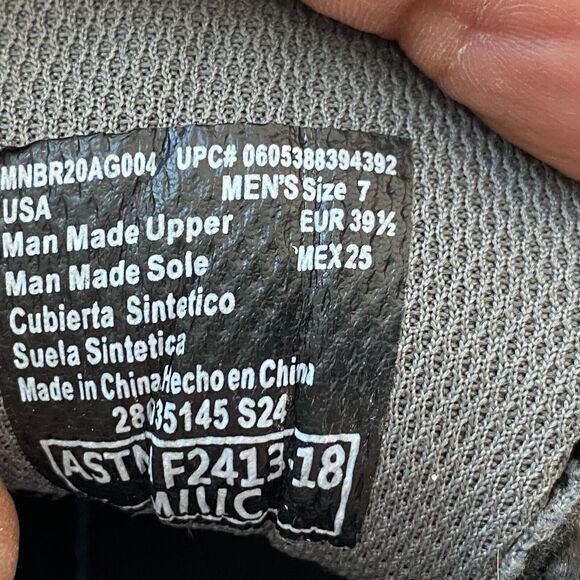 MNBR20AG004 UPC# 0605388394392
USA MEN'S Size 7
Man Made Upper EUR 39½
Man Made Sole MEX 25
Cubierta Sintetico
Suela Sintetica
Made in China/Hecho en China
S24
F2413-18